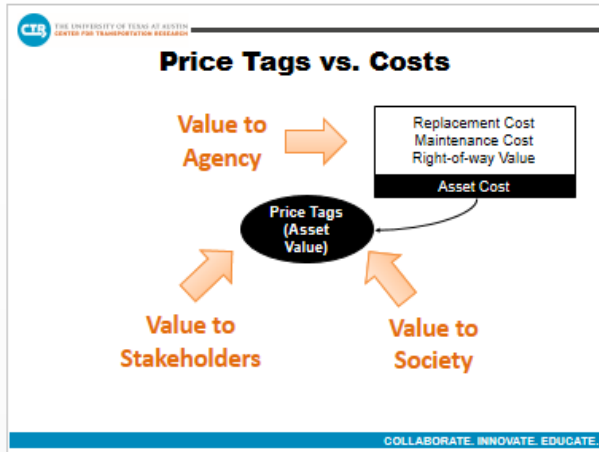 CTR
THE UNIVERSITY OF TEXAS AT AUSTIN
CENTER FOR TRANSPORTATION RESEARCH
Price Tags vs. Costs
Value to
Agency
Replacement Cost
Maintenance Cost
Right-of-way Value
Asset Cost
Price Tags
(Asset
Value)
Value to
Stakeholders
Value to
Society
COLLABORATE. INNOVATE. EDUCATE.